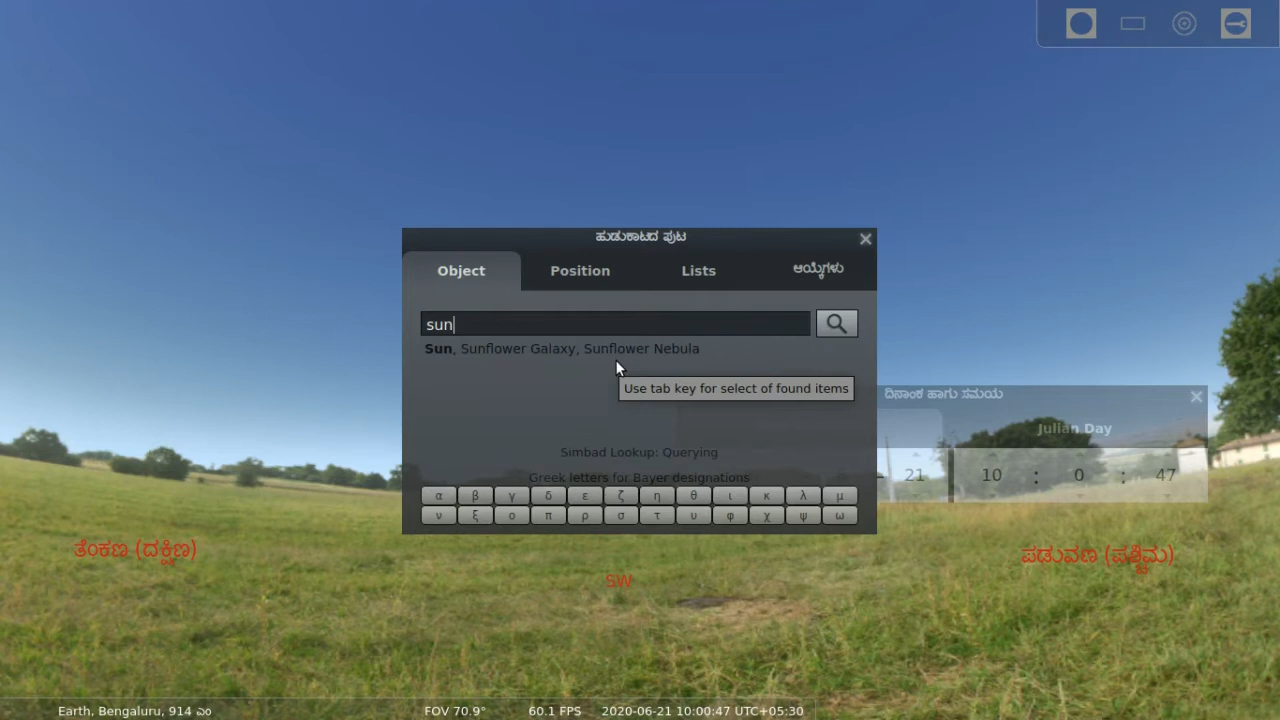 ಹುಡುಕಾಟದ ಪುಟ
Object Position Lists ಆಯ್ಕೆಗಳು
sun
Sun, Sunflower Galaxy, Sunflower Nebula
Use tab key for select of found items
ದಿನಾಂಕ ಹಾಗು ಸಮಯ
Julian Day
Simbad Lookup: Querying
- 21 10 : 0 : 47
Greek letters for Bayer designations
α β γ δ ε ζ η θ ι κ λ μ
ν ξ ο π ρ σ τ υ φ χ ψ ω
ತೆಂಕಣ (ದಕ್ಷಿಣ)
SW
ಪಡುವಣ (ಪಶ್ಚಿಮ)
Earth, Bengaluru, 914 ಎಂ FOV 70.9° 60.1 FPS 2020-06-21 10:00:47 UTC+05:30